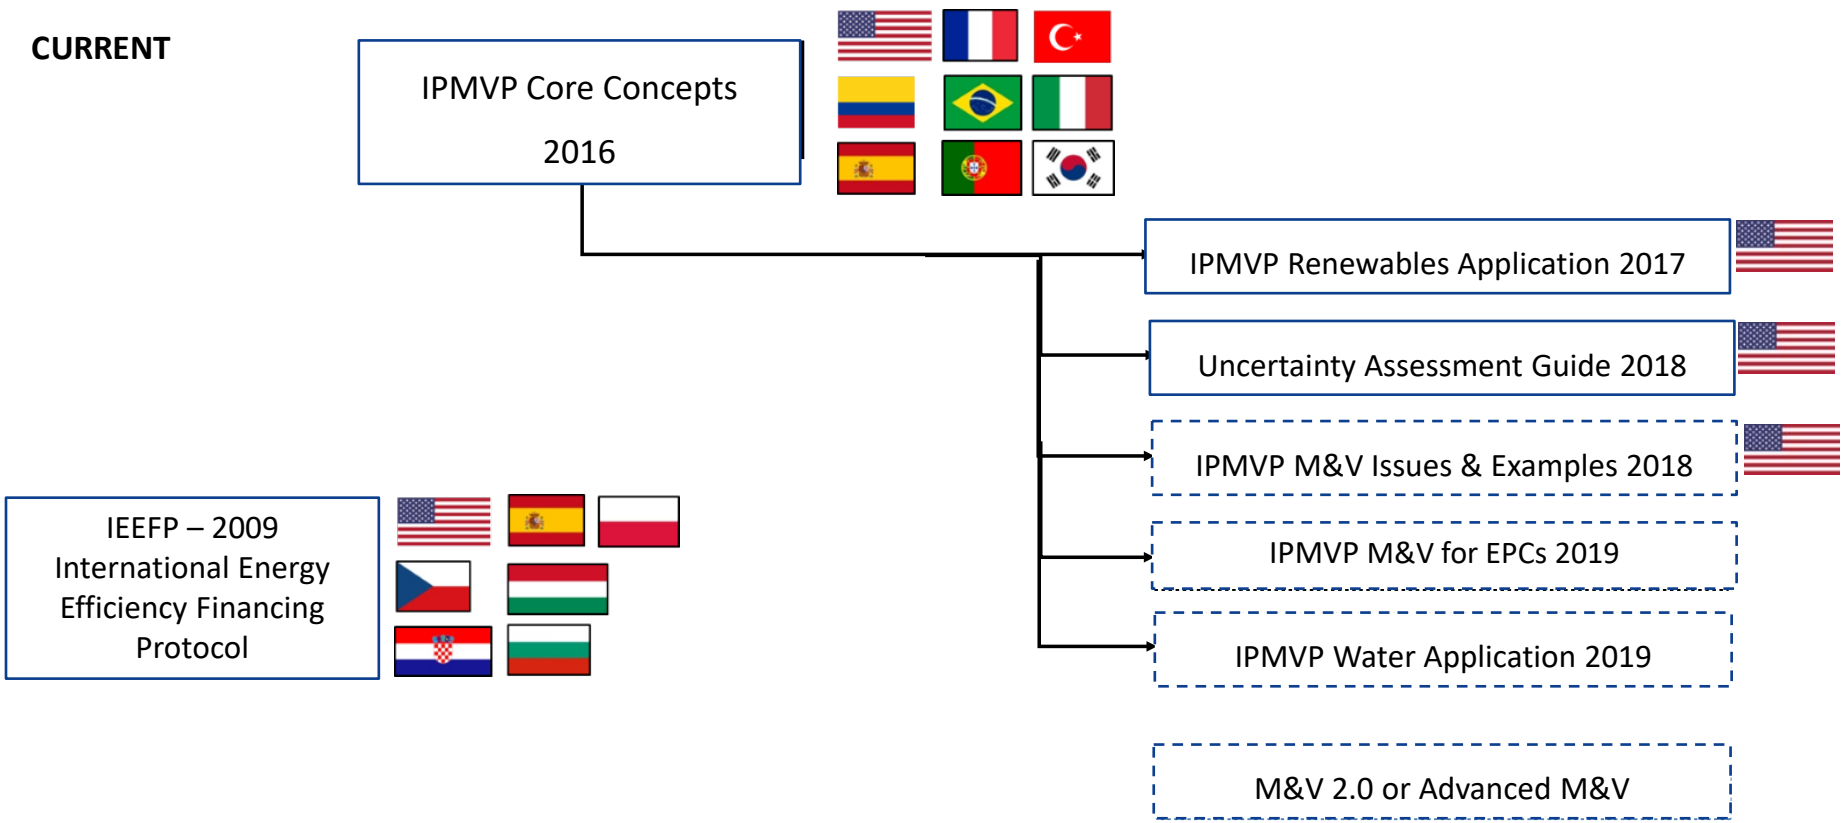 CURRENT
IPMVP Core Concepts
2016
IPMVP Renewables Application 2017
Uncertainty Assessment Guide 2018
IPMVP M&V Issues & Examples 2018
IPMVP M&V for EPCs 2019
IPMVP Water Application 2019
M&V 2.0 or Advanced M&V
IEEFP – 2009
International Energy
Efficiency Financing
Protocol